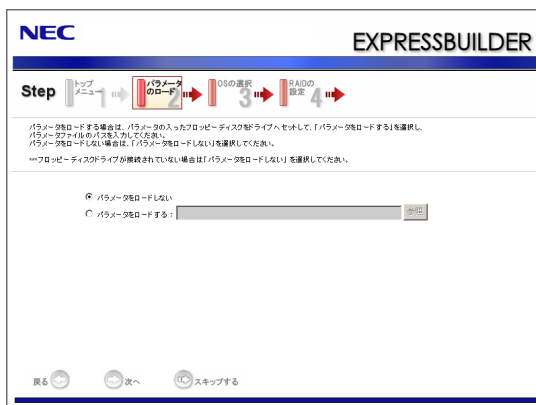 NEC
EXPRESSBUILDER
Step
トップ
メニュー 1
パラメータ
のロード 2
OSの選択
3
RAIDの
設定 4
パラメータをロードする場合は、パラメータの入ったフロッピーディスクをドライブへセットして、「パラメータをロードする」を選択し、
パラメータファイルのパスを入力してください。
パラメータをロードしない場合は、「パラメータをロードしない」を選択してください。
***フロッピーディスクドライブが接続されていない場合は「パラメータをロードしない」を選択してください。
パラメータをロードしない
パラメータをロードする :
参照
戻る
次へ
スキップする